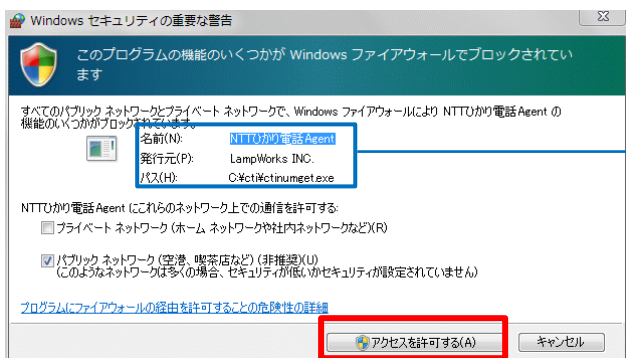 Windows セキュリティの重要な警告
このプログラムの機能のいくつかが Windows ファイアウォールでブロックされてい
ます
すべてのパブリック ネットワークとプライベート ネットワークで、Windows ファイアウォールにより NTTひかり電話Agent の
機能のいくつかがブロックされています。
名前(N): NTTひかり電話Agent
発行元(P): LampWorks INC.
パス(H): C:¥cti¥ctinumget.exe
NTTひかり電話Agent にこれらのネットワーク上での通信を許可する:
プライベート ネットワーク (ホーム ネットワークや社内ネットワークなど)(R)
パブリック ネットワーク (空港、喫茶店など) (非推奨)(U)
(このようなネットワークは多くの場合、セキュリティが低いかセキュリティが設定されていません)
プログラムにファイアウォールの経由を許可することの危険性の詳細
アクセスを許可する(A) キャンセル